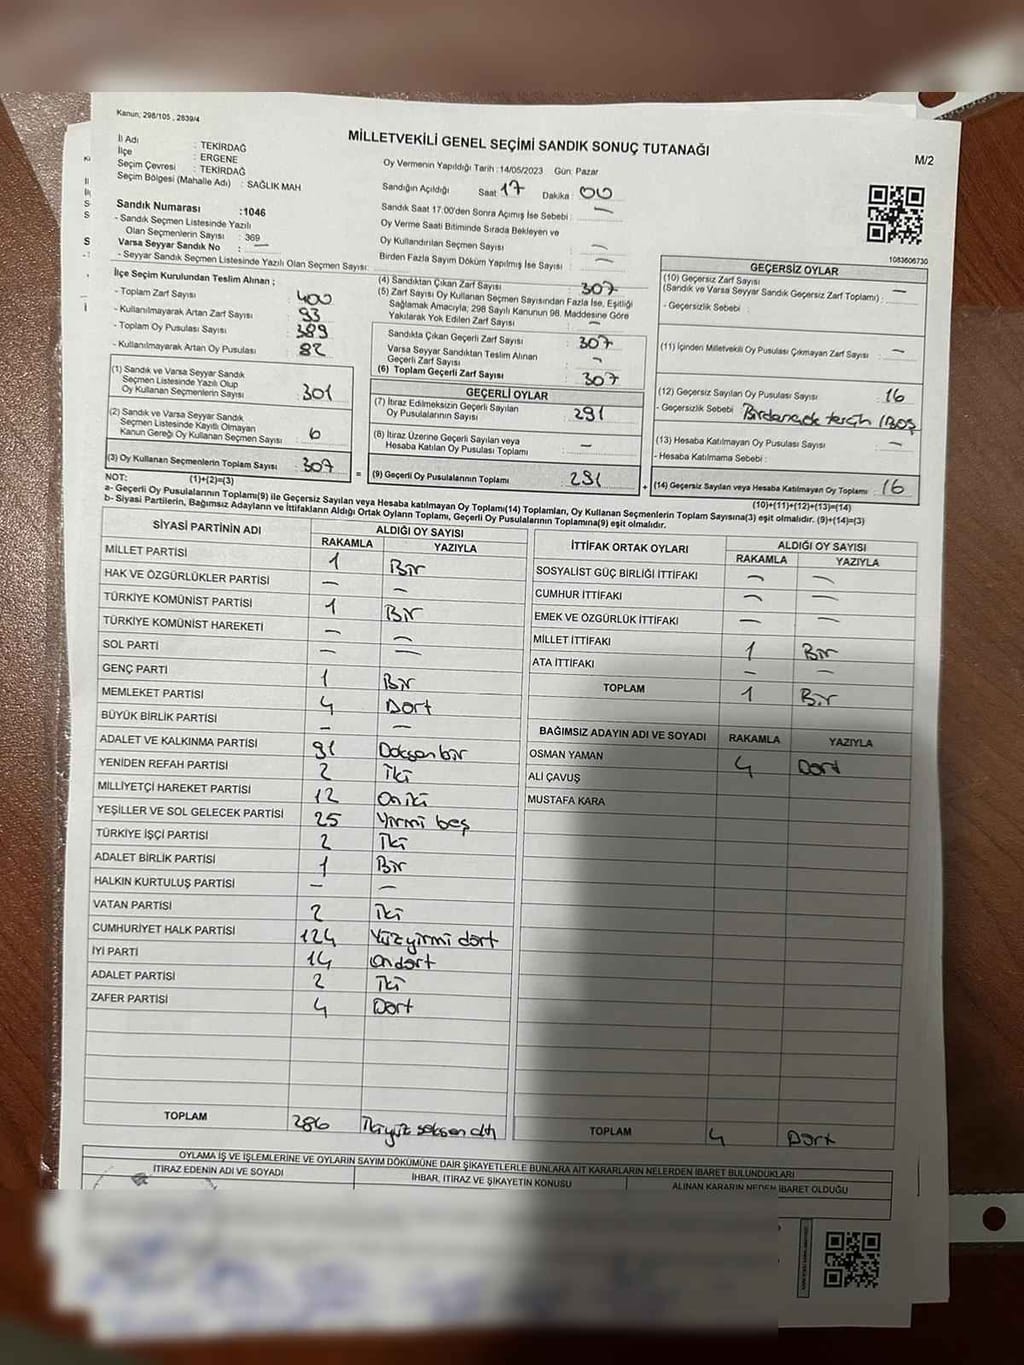 Kanun: 298/105 , 2839/4
MİLLETVEKİLİ GENEL SEÇİMİ SANDIK SONUÇ TUTANAĞI
M/2
İl Adı : TEKİRDAĞ
İlçe : ERGENE
Seçim Çevresi : TEKİRDAĞ
Seçim Bölgesi (Mahalle Adı) : SAĞLIK MAH
Sandık Numarası :1046
- Sandık Seçmen Listesinde Yazılı
Olan Seçmenlerin Sayısı : 369
Varsa Seyyar Sandık No : —
- Seyyar Sandık Seçmen Listesinde Yazılı Olan Seçmen Sayısı:
Oy Vermenin Yapıldığı Tarih :14/05/2023 Gün: Pazar
Sandığın Açıldığı Saat 17 Dakika : 00
Sandık Saat 17:00'den Sonra Açımış İse Sebebi : —
Oy Verme Saati Bitiminde Sırada Bekleyen ve
Oy Kullandırılan Seçmen Sayısı : —
Birden Fazla Sayım Döküm Yapılmış İse Sayısı : —
1083606730
İlçe Seçim Kurulundan Teslim Alınan ;
- Toplam Zarf Sayısı : 400
- Kullanılmayarak Artan Zarf Sayısı : 93
- Toplam Oy Pusulası Sayısı : 389
- Kullanılmayarak Artan Oy Pusulası : 82
(1) Sandık ve Varsa Seyyar Sandık
Seçmen Listesinde Yazılı Olup
Oy Kullanan Seçmenlerin Sayısı : 301
(2) Sandık ve Varsa Seyyar Sandık
Seçmen Listesinde Kayıtlı Olmayan
Kanun Gereği Oy Kullanan Seçmen Sayısı : 6
(3) Oy Kullanan Seçmenlerin Toplam Sayısı : 307
(4) Sandıktan Çıkan Zarf Sayısı : 307
(5) Zarf Sayısı Oy Kullanan Seçmen Sayısından Fazla İse, Eşitliği
Sağlamak Amacıyla, 298 Sayılı Kanunun 98. Maddesine Göre
Yakılarak Yok Edilen Zarf Sayısı : —
Sandıkta Çıkan Geçerli Zarf Sayısı : 307
Varsa Seyyar Sandıktan Teslim Alınan
Geçerli Zarf Sayısı : —
(6) Toplam Geçerli Zarf Sayısı : 307
GEÇERLİ OYLAR
(7) İtiraz Edilmeksizin Geçerli Sayılan
Oy Pusulalarının Sayısı : 291
(8) İtiraz Üzerine Geçerli Sayılan veya
Hesaba Katılan Oy Pusulası Toplamı : —
= (9) Geçerli Oy Pusulalarının Toplamı : 291
GEÇERSİZ OYLAR
(10) Geçersiz Zarf Sayısı
(Sandık ve Varsa Seyyar Sandık Geçersiz Zarf Toplamı) : —
- Geçersizlik Sebebi :
(11) İçinden Milletvekili Oy Pusulası Çıkmayan Zarf Sayısı : —
(12) Geçersiz Sayılan Oy Pusulası Sayısı : 16
- Geçersizlik Sebebi : Birdençok tercih /Boş
(13) Hesaba Katılmayan Oy Pusulası Sayısı : —
- Hesaba Katılmama Sebebi :
+ (14) Geçersiz Sayılan veya Hesaba Katılmayan Oy Toplamı : 16
NOT: (1)+(2)=(3)
(10)+(11)+(12)+(13)=(14)
a- Geçerli Oy Pusulalarının Toplamı(9) ile Geçersiz Sayılan veya Hesaba katılmayan Oy Toplamı(14) Toplamları, Oy Kullanan Seçmenlerin Toplam Sayısına(3) eşit olmalıdır. (9)+(14)=(3)
b- Siyasi Partilerin, Bağımsız Adayların ve İttifakların Aldığı Ortak Oyların Toplamı, Geçerli Oy Pusulalarının Toplamına(9) eşit olmalıdır.
SİYASİ PARTİNİN ADI ALDIĞI OY SAYISI
RAKAMLA YAZIYLA
MİLLET PARTİSİ 1 Bir
HAK VE ÖZGÜRLÜKLER PARTİSİ — —
TÜRKİYE KOMÜNİST PARTİSİ 1 Bir
TÜRKİYE KOMÜNİST HAREKETİ — —
SOL PARTİ — —
GENÇ PARTİ 1 Bir
MEMLEKET PARTİSİ 4 Dört
BÜYÜK BİRLİK PARTİSİ — —
ADALET VE KALKINMA PARTİSİ 91 Doksan bir
YENİDEN REFAH PARTİSİ 2 İki
MİLLİYETÇİ HAREKET PARTİSİ 12 On iki
YEŞİLLER VE SOL GELECEK PARTİSİ 25 Yirmi beş
TÜRKİYE İŞÇİ PARTİSİ 2 İki
ADALET BİRLİK PARTİSİ 1 Bir
HALKIN KURTULUŞ PARTİSİ — —
VATAN PARTİSİ 2 İki
CUMHURİYET HALK PARTİSİ 124 Yüz yirmi dört
İYİ PARTİ 14 On dört
ADALET PARTİSİ 2 İki
ZAFER PARTİSİ 4 Dört
TOPLAM 286 İki yüz seksen altı
İTTİFAK ORTAK OYLARI ALDIĞI OY SAYISI
RAKAMLA YAZIYLA
SOSYALİST GÜÇ BİRLİĞİ İTTİFAKI — —
CUMHUR İTTİFAKI — —
EMEK VE ÖZGÜRLÜK İTTİFAKI — —
MİLLET İTTİFAKI 1 Bir
ATA İTTİFAKI — —
TOPLAM 1 Bir
BAĞIMSIZ ADAYIN ADI VE SOYADI RAKAMLA YAZIYLA
OSMAN YAMAN 4 Dört
ALİ ÇAVUŞ
MUSTAFA KARA
TOPLAM 4 Dört
OYLAMA İŞ VE İŞLEMLERİNE VE OYLARIN SAYIM DÖKÜMÜNE DAİR ŞİKAYETLERLE BUNLARA AİT KARARLARIN NELERDEN İBARET BULUNDUKLARI
İTİRAZ EDENİN ADI VE SOYADI İHBAR, İTİRAZ VE ŞİKAYETİN KONUSU ALINAN KARARIN NEDEN İBARET OLDUĞU